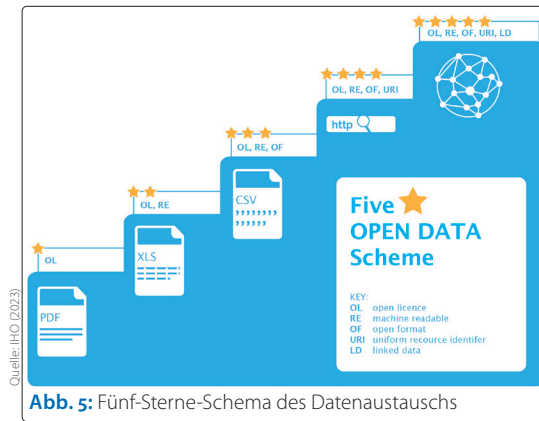 OL, RE, OF, URI, LD
OL, RE, OF, URI
http
OL, RE, OF
CSV
OL, RE
XLS
OL
PDF
Five
OPEN DATA
Scheme
KEY:
OL open licence
RE machine readable
OF open format
URI uniform recource identifer
LD linked data
Quelle: IHO (2023)
Abb. 5: Fünf-Sterne-Schema des Datenaustauschs